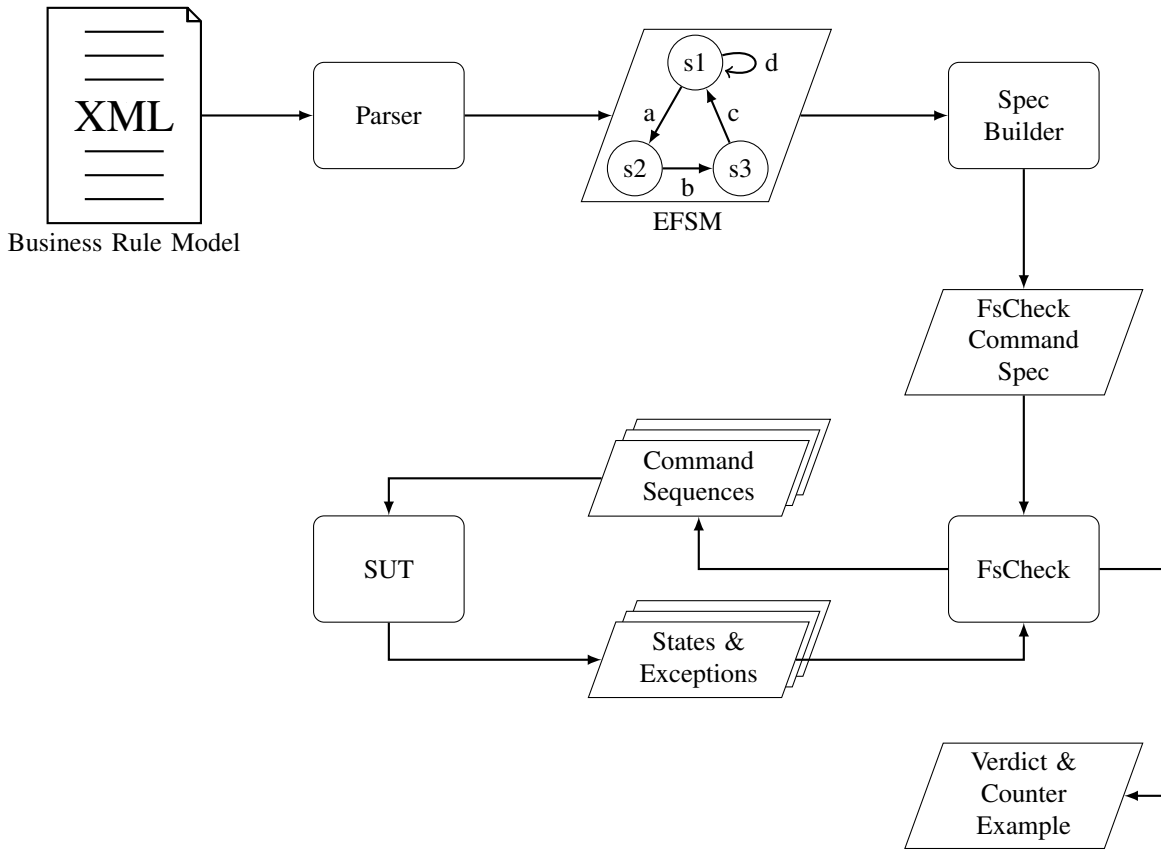 XML
Business Rule Model
Parser
s1
d
a
c
s2
s3
b
EFSM
Spec
Builder
FsCheck
Command
Spec
Command
Sequences
SUT
FsCheck
States &
Exceptions
Verdict &
Counter
Example